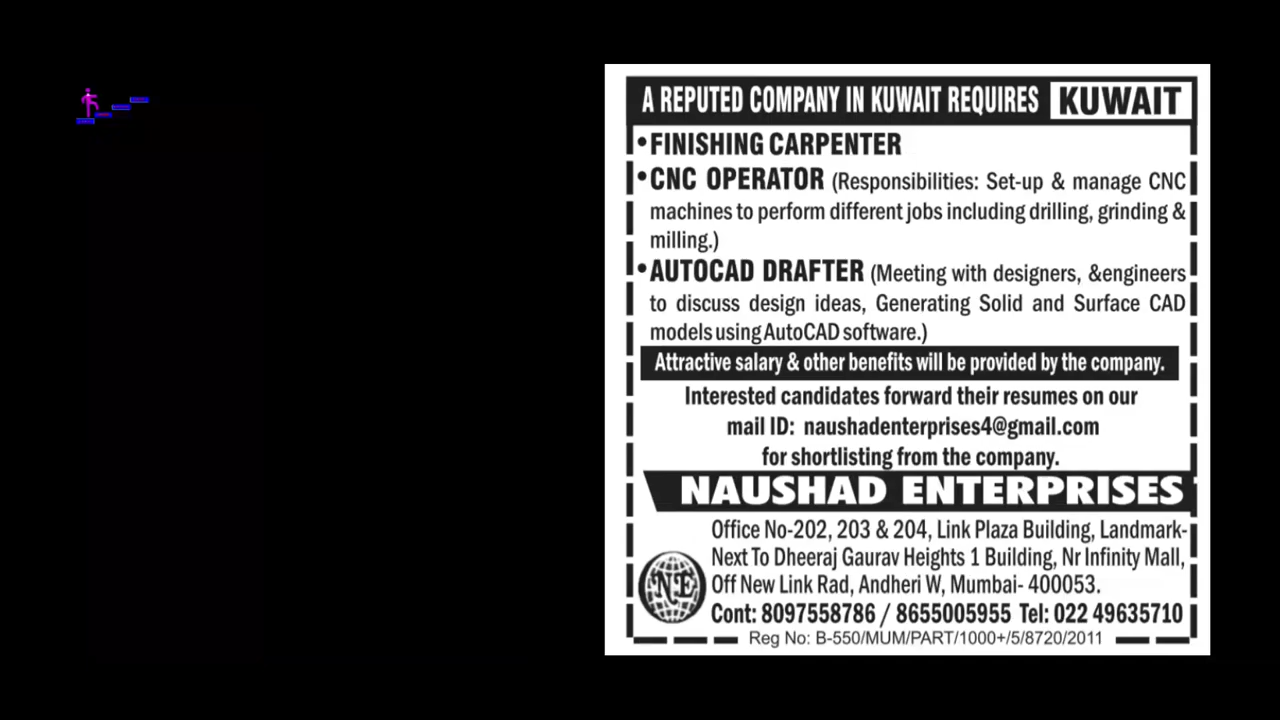 A REPUTED COMPANY IN KUWAIT REQUIRES KUWAIT
•FINISHING CARPENTER
•CNC OPERATOR (Responsibilities: Set-up & manage CNC
machines to perform different jobs including drilling, grinding &
milling.)
•AUTOCAD DRAFTER (Meeting with designers, &engineers
to discuss design ideas, Generating Solid and Surface CAD
models using AutoCAD software.)
Attractive salary & other benefits will be provided by the company.
Interested candidates forward their resumes on our
mail ID: naushadenterprises4@gmail.com
for shortlisting from the company.
NAUSHAD ENTERPRISES
Office No-202, 203 & 204, Link Plaza Building, Landmark-
Next To Dheeraj Gaurav Heights 1 Building, Nr Infinity Mall,
Off New Link Rad, Andheri W, Mumbai- 400053.
NE
Cont: 8097558786 / 8655005955 Tel: 022 49635710
Reg No: B-550/MUM/PART/1000+/5/8720/2011